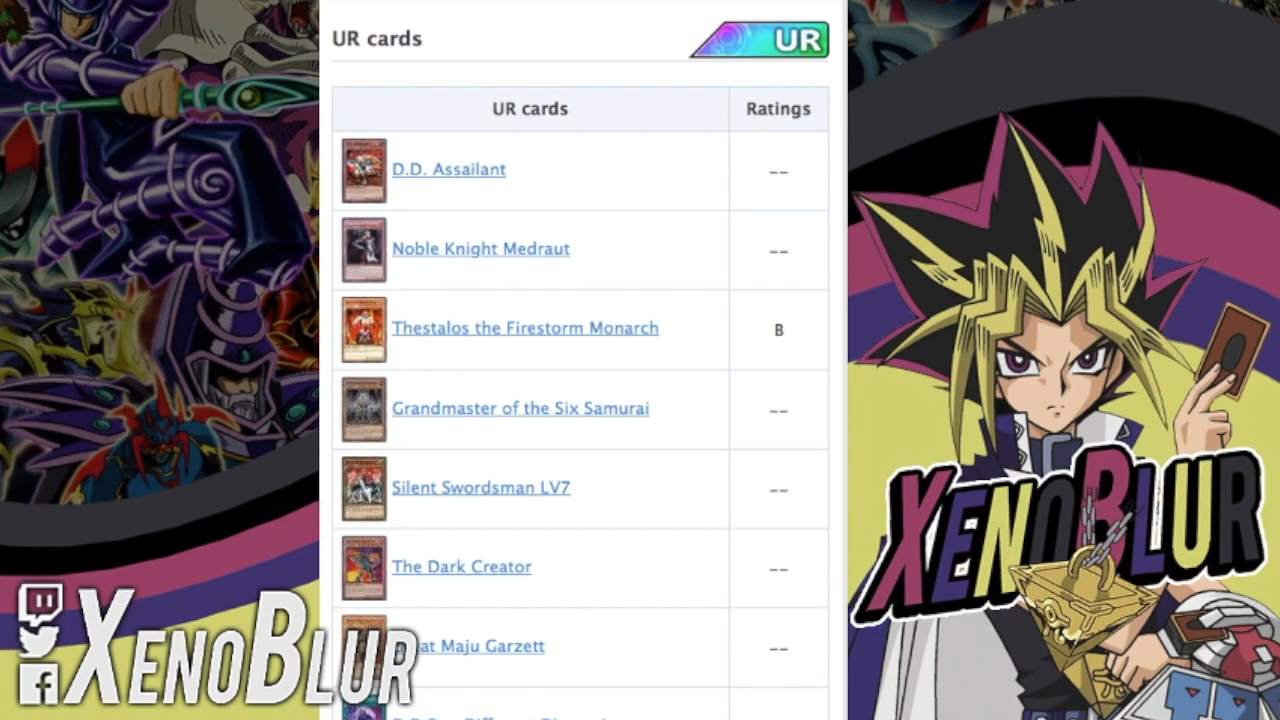 UR cards
UR
UR cards
Ratings
D.D. Assailant
--
Noble Knight Medraut
--
Thestalos the Firestorm Monarch
B
Grandmaster of the Six Samurai
--
Silent Swordsman LV7
--
The Dark Creator
--
at Maju Garzett
--
XENOBLUR
XENOBLUR